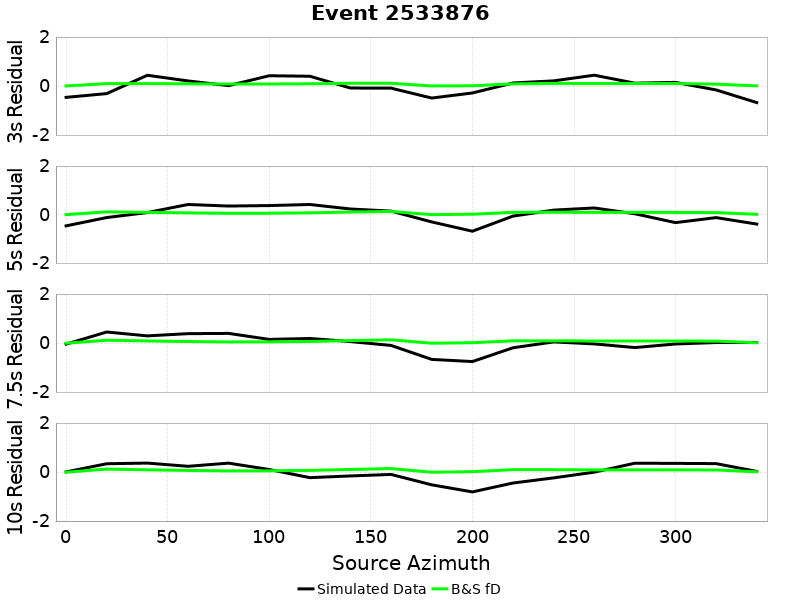 Event 2533876
3s Residual
2
0
-2
5s Residual
2
0
-2
7.5s Residual
2
0
-2
10s Residual
2
0
-2
0 50 100 150 200 250 300
Source Azimuth
Simulated Data B&S fD